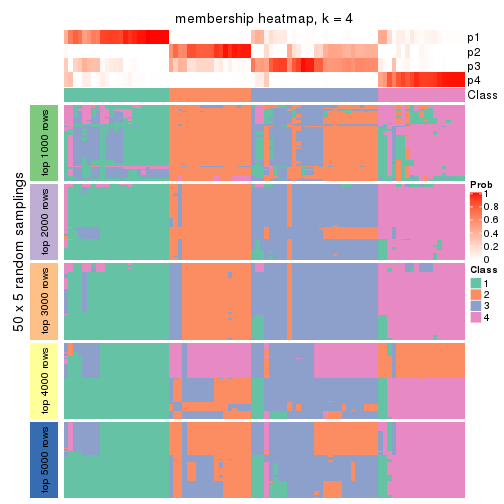 membership heatmap, k = 4
p1
p2
p3
p4
Class
50 x 5 random samplings
top 1000 rows
top 2000 rows
top 3000 rows
top 4000 rows
top 5000 rows
Prob
1
0.8
0.6
0.4
0.2
0
Class
1
2
3
4